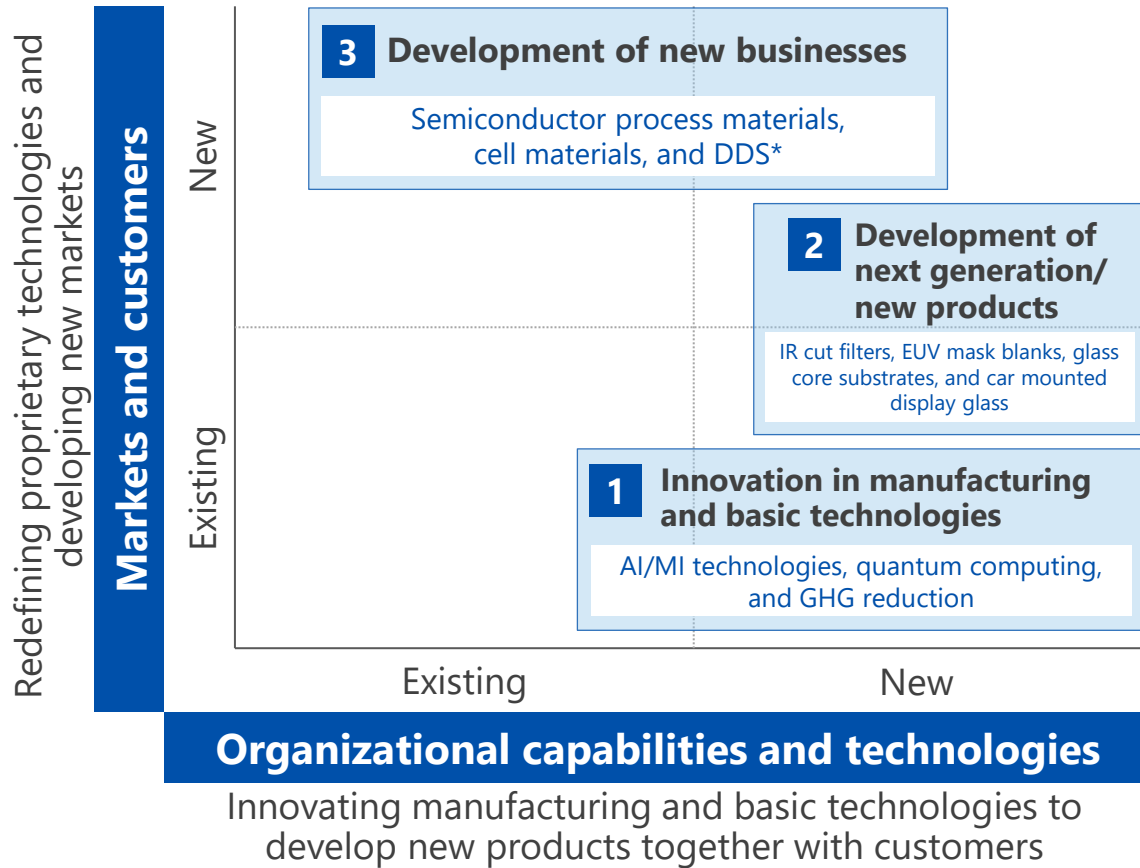 Redefining proprietary technologies and
developing new markets
Markets and customers
New
Existing
3 Development of new businesses
Semiconductor process materials,
cell materials, and DDS*
2 Development of
next generation/
new products
IR cut filters, EUV mask blanks, glass
core substrates, and car mounted
display glass
1 Innovation in manufacturing
and basic technologies
AI/MI technologies, quantum computing,
and GHG reduction
Existing
New
Organizational capabilities and technologies
Innovating manufacturing and basic technologies to
develop new products together with customers